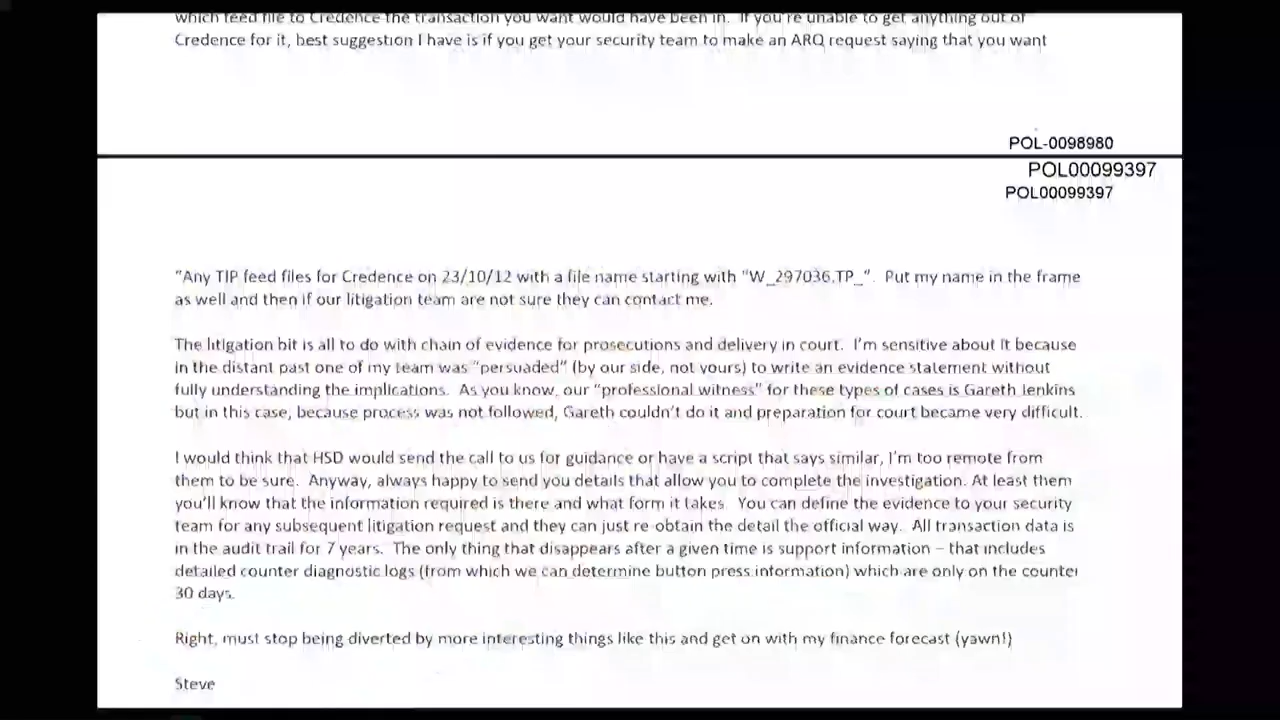 which feed file to Credence the transaction you want would have been in.  If you're unable to get anything out of
Credence for it, best suggestion I have is if you get your security team to make an ARQ request saying that you want
POL-0098980
POL00099397
POL00099397
"Any TIP feed files for Credence on 23/10/12 with a file name starting with "W_297036.TP_".  Put my name in the frame
as well and then if our litigation team are not sure they can contact me.
The litigation bit is all to do with chain of evidence for prosecutions and delivery in court.  I'm sensitive about it because
in the distant past one of my team was "persuaded" (by our side, not yours) to write an evidence statement without
fully understanding the implications.  As you know, our "professional witness" for these types of cases is Gareth Jenkins
but in this case, because process was not followed, Gareth couldn't do it and preparation for court became very difficult.
I would think that HSD would send the call to us for guidance or have a script that says similar, I'm too remote from
them to be sure.  Anyway, always happy to send you details that allow you to complete the investigation. At least them
you'll know that the information required is there and what form it takes.  You can define the evidence to your security
team for any subsequent litigation request and they can just re-obtain the detail the official way.  All transaction data is
in the audit trail for 7 years.  The only thing that disappears after a given time is support information – that includes
detailed counter diagnostic logs (from which we can determine button press information) which are only on the counter
30 days.
Right, must stop being diverted by more interesting things like this and get on with my finance forecast (yawn!)
Steve